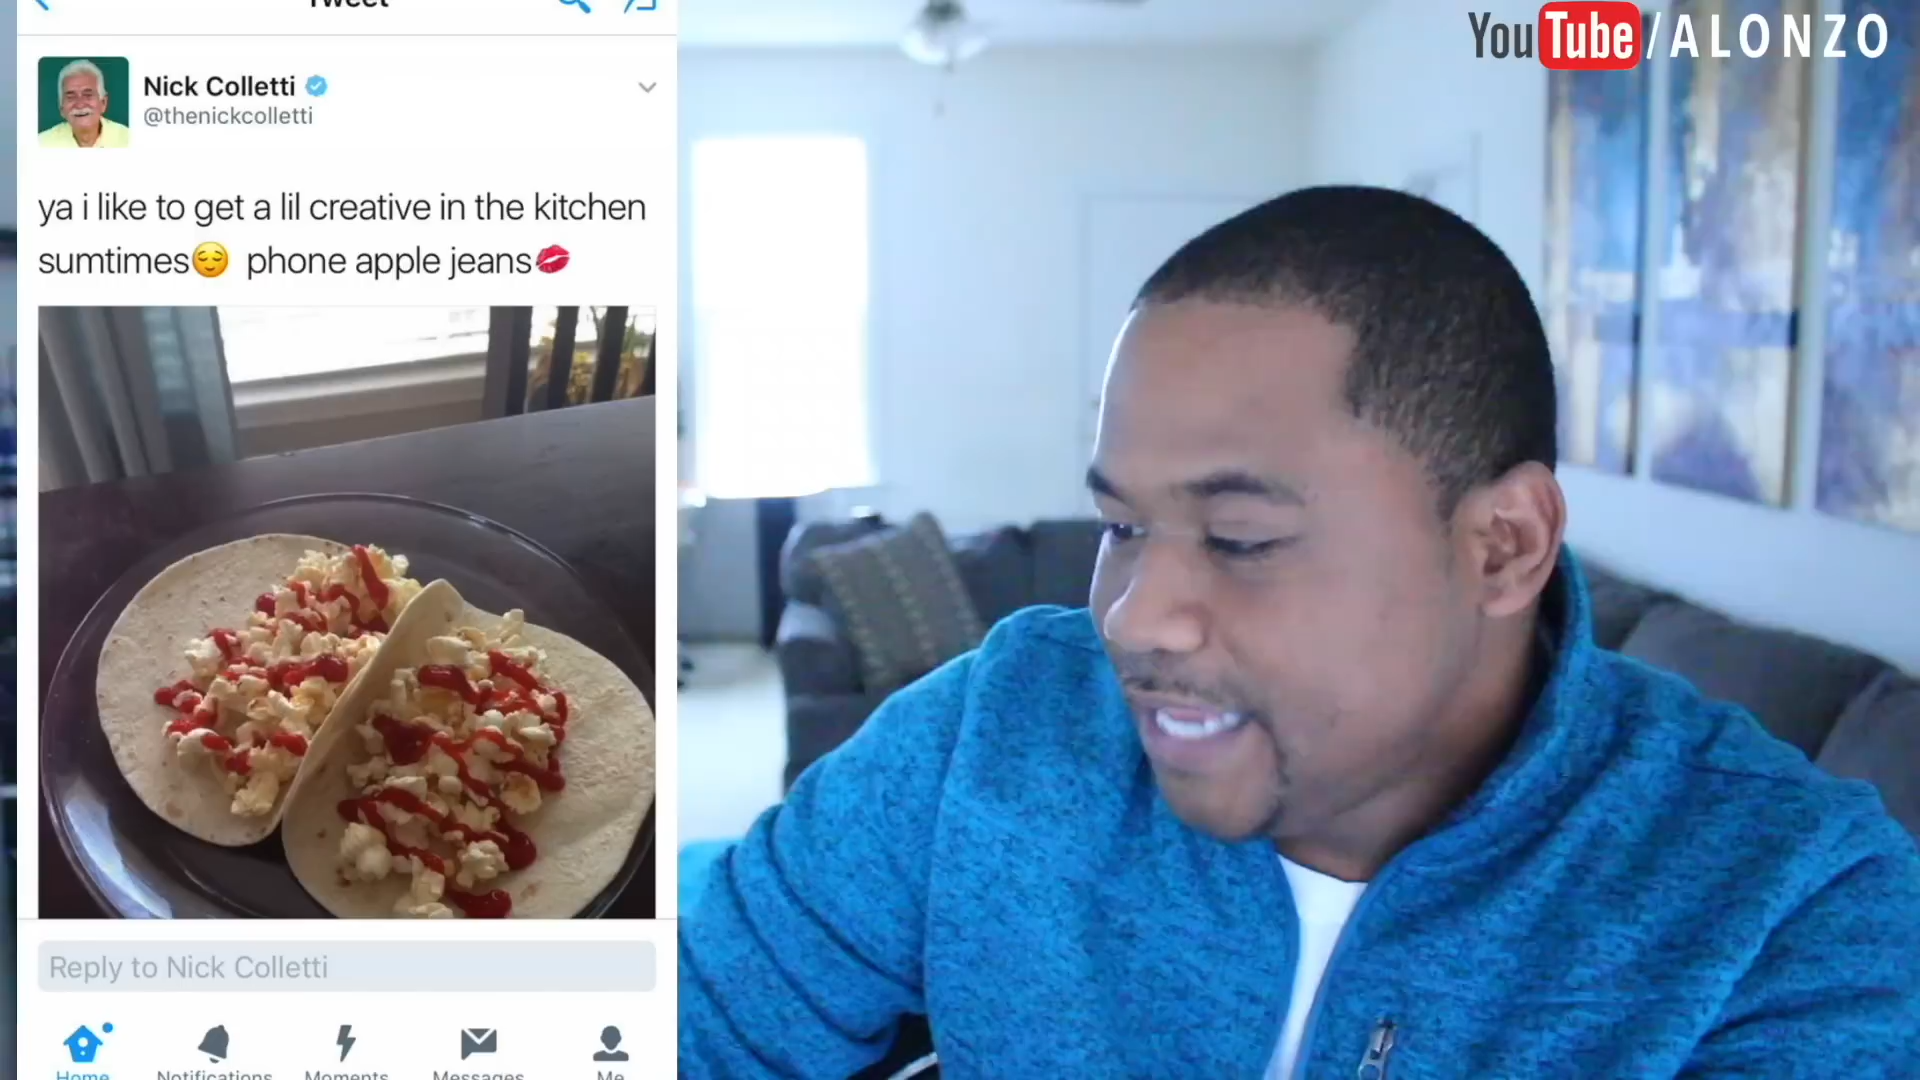 Tweet
YouTube/ALONZO
Nick Colletti
@thenickcolletti
ya i like to get a lil creative in the kitchen
sumtimes😌 phone apple jeans💋
Reply to Nick Colletti
Home Notifications Moments Messages Me